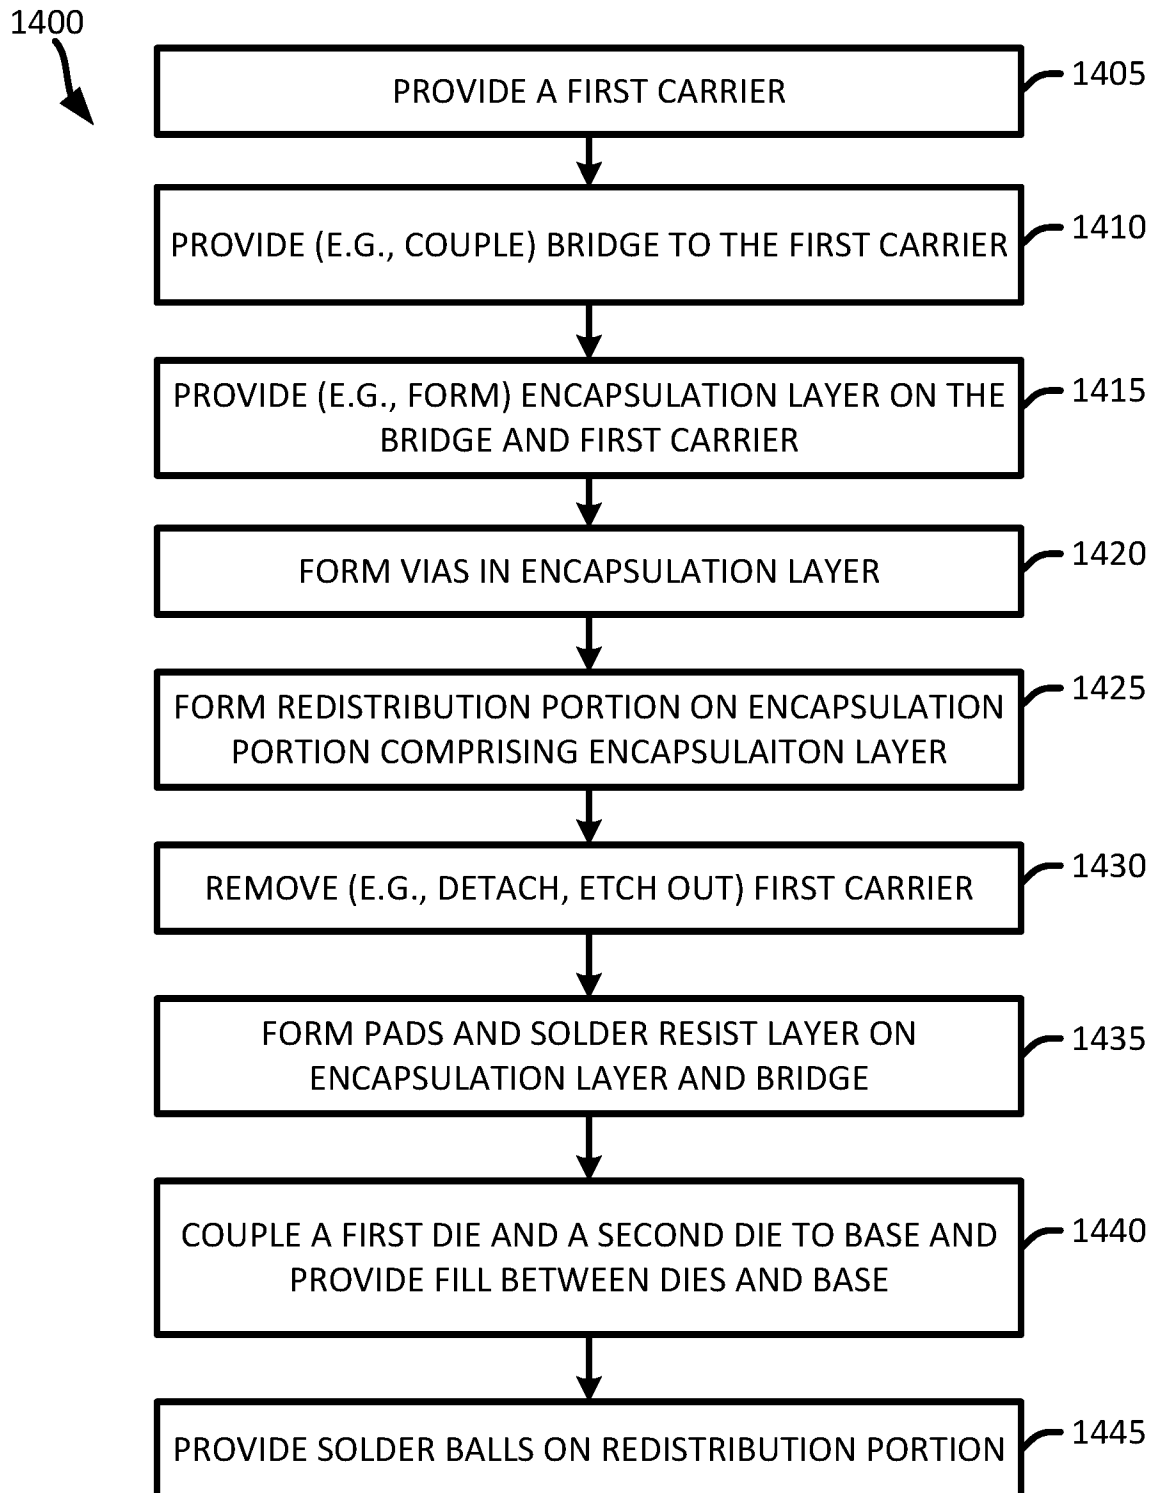 1400
PROVIDE A FIRST CARRIER
1405
PROVIDE (E.G., COUPLE) BRIDGE TO THE FIRST CARRIER
1410
PROVIDE (E.G., FORM) ENCAPSULATION LAYER ON THE
BRIDGE AND FIRST CARRIER
1415
FORM VIAS IN ENCAPSULATION LAYER
1420
FORM REDISTRIBUTION PORTION ON ENCAPSULATION
PORTION COMPRISING ENCAPSULAITON LAYER
1425
REMOVE (E.G., DETACH, ETCH OUT) FIRST CARRIER
1430
FORM PADS AND SOLDER RESIST LAYER ON
ENCAPSULATION LAYER AND BRIDGE
1435
COUPLE A FIRST DIE AND A SECOND DIE TO BASE AND
PROVIDE FILL BETWEEN DIES AND BASE
1440
PROVIDE SOLDER BALLS ON REDISTRIBUTION PORTION
1445